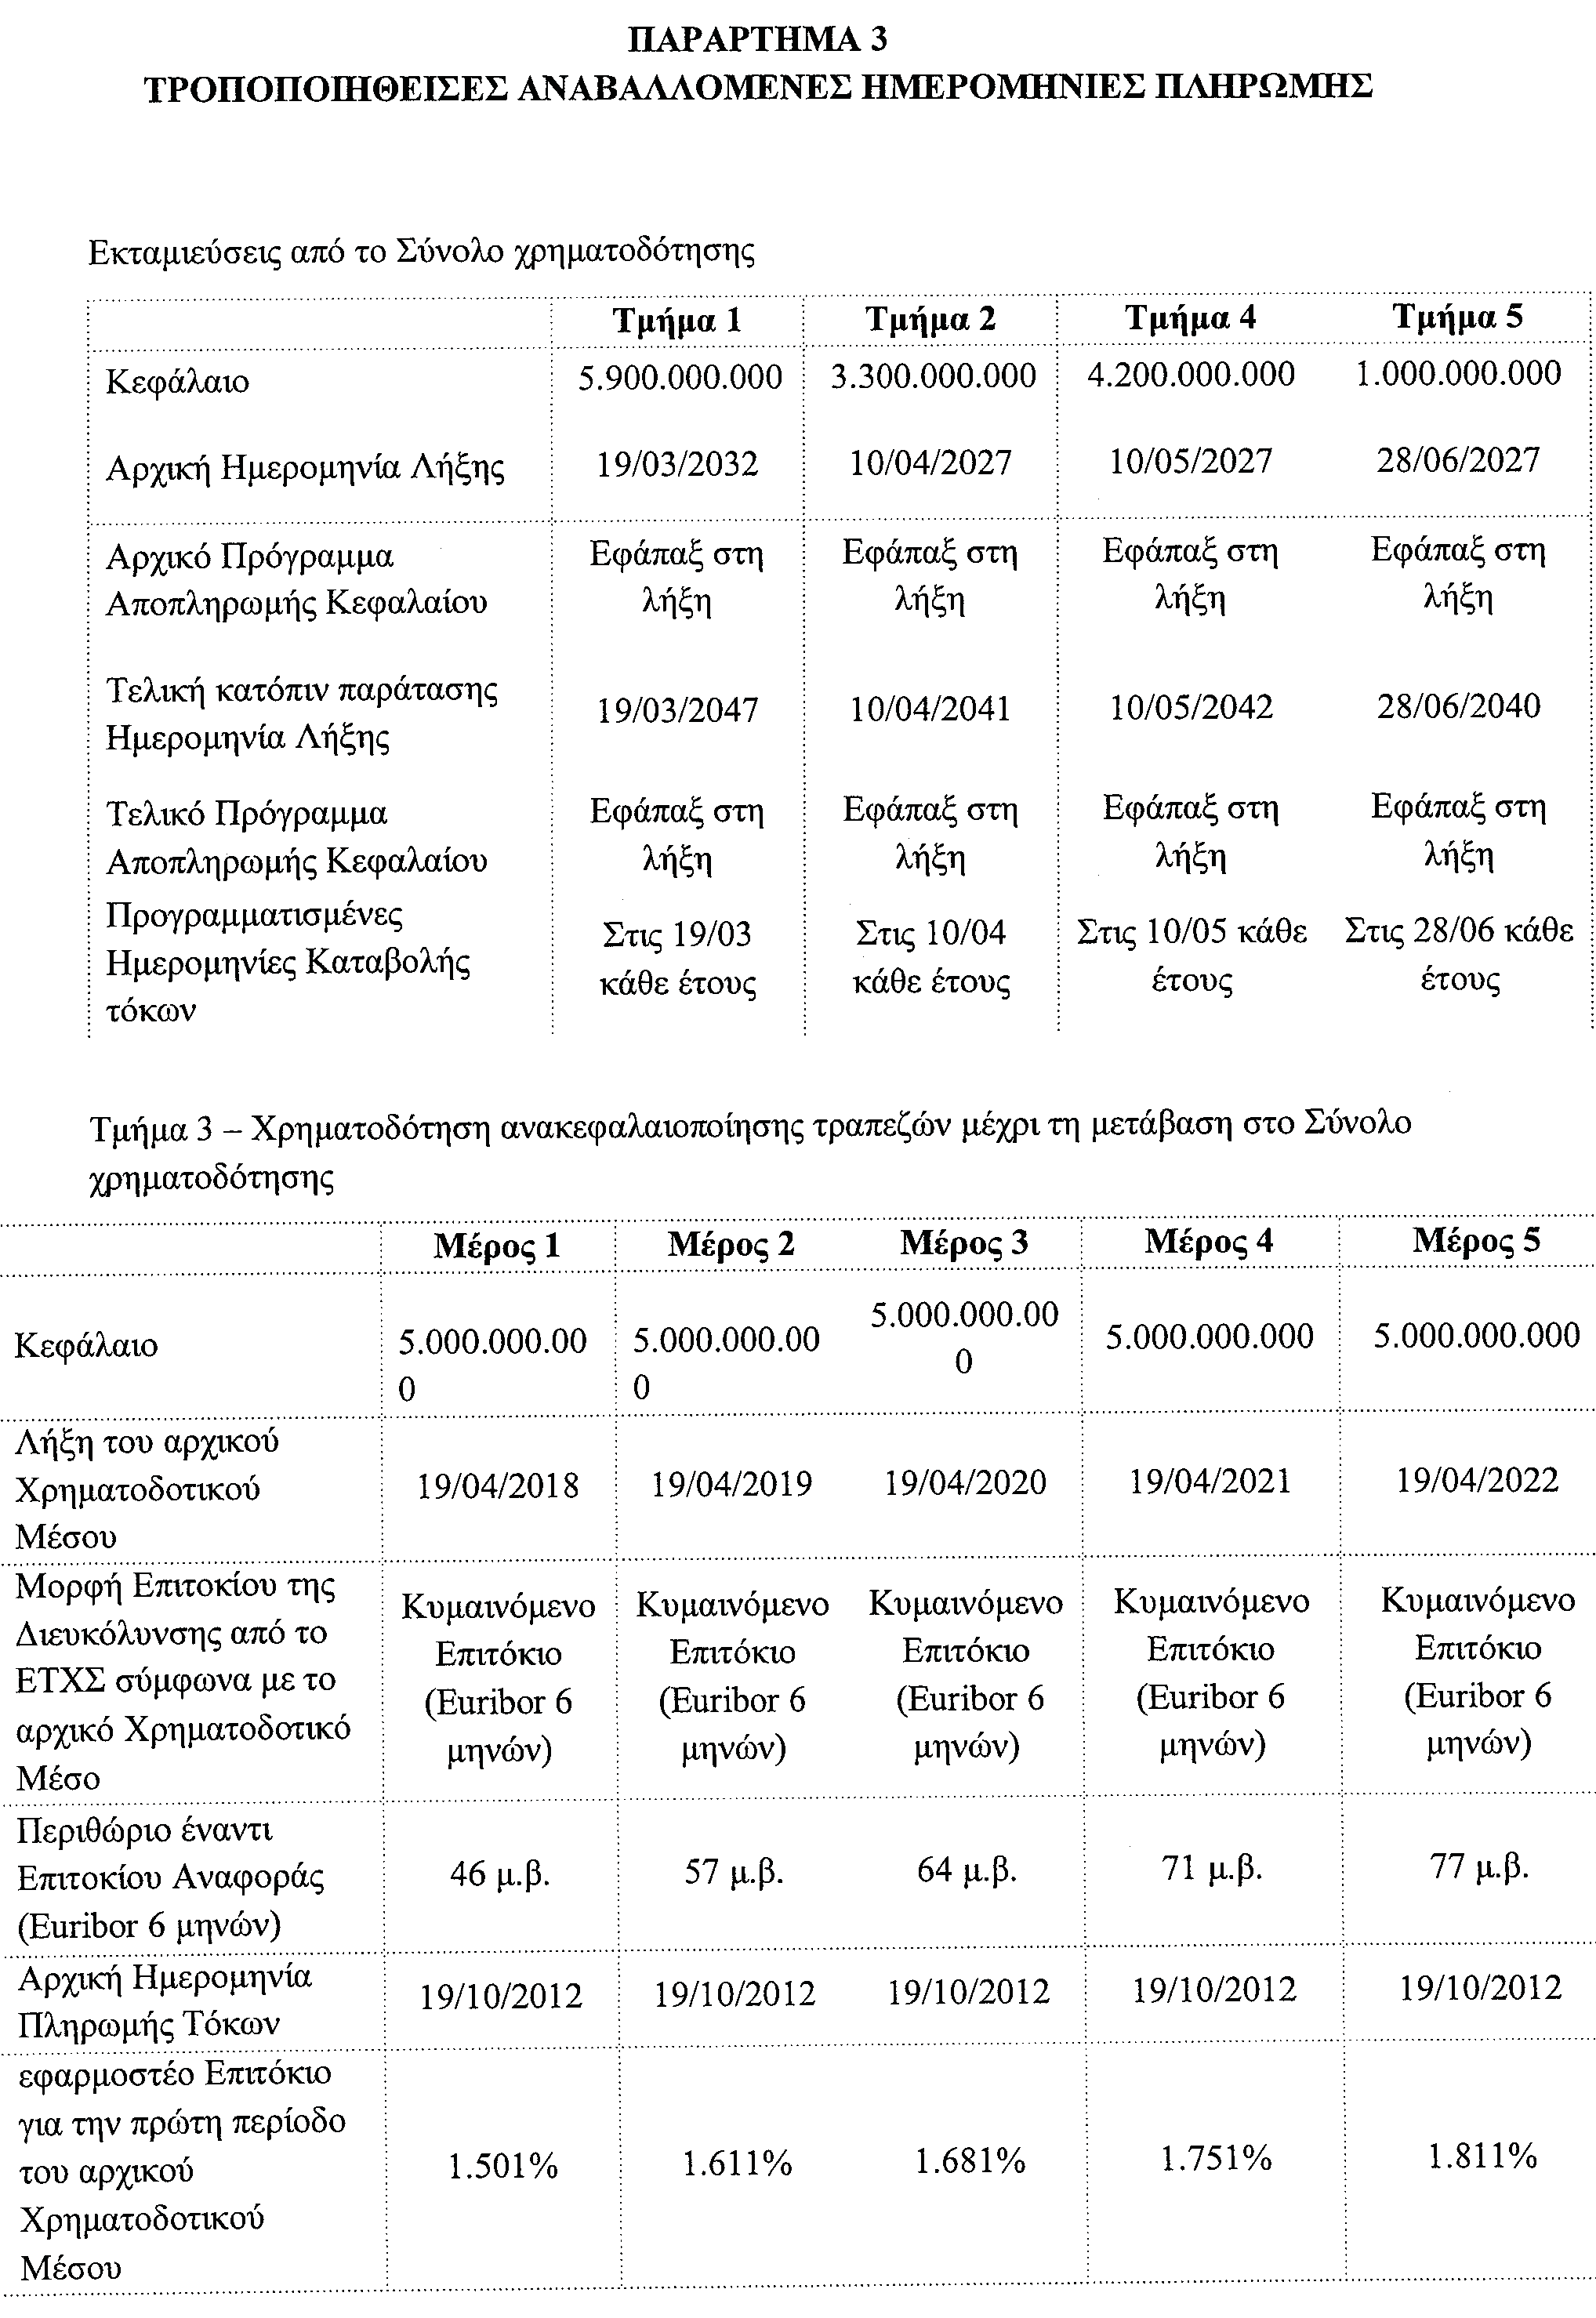 ΠΑΡΑΡΤΗΜΑ 3
ΤΡΟΠΟΠΟΙΗΘΕΙΣΕΣ ΑΝΑΒΑΛΛΟΜΕΝΕΣ ΗΜΕΡΟΜΗΝΙΕΣ ΠΛΗΡΩΜΗΣ
Εκταμιεύσεις από το Σύνολο χρηματοδότησης
Τμήμα 1 Τμήμα 2 Τμήμα 4 Τμήμα 5
Κεφάλαιο 5.900.000.000 3.300.000.000 4.200.000.000 1.000.000.000
Αρχική Ημερομηνία Λήξης 19/03/2032 10/04/2027 10/05/2027 28/06/2027
Αρχικό Πρόγραμμα Εφάπαξ στη Εφάπαξ στη Εφάπαξ στη Εφάπαξ στη
Αποπληρωμής Κεφαλαίου λήξη λήξη λήξη λήξη
Τελική κατόπιν παράτασης
19/03/2047 10/04/2041 10/05/2042 28/06/2040
Ημερομηνία Λήξης
Τελικό Πρόγραμμα Εφάπαξ στη Εφάπαξ στη Εφάπαξ στη Εφάπαξ στη
Αποπληρωμής Κεφαλαίου λήξη λήξη λήξη λήξη
Προγραμματισμένες
Στις 19/03 Στις 10/04 Στις 10/05 κάθε Στις 28/06 κάθε
Ημερομηνίες Καταβολής
κάθε έτους κάθε έτους έτους έτους
τόκων
Τμήμα 3 – Χρηματοδότηση ανακεφαλαιοποίησης τραπεζών μέχρι τη μετάβαση στο Σύνολο
χρηματοδότησης
Μέρος 1 Μέρος 2 Μέρος 3 Μέρος 4 Μέρος 5
5.000.000.00
Κεφάλαιο 5.000.000.00 5.000.000.00 5.000.000.000 5.000.000.000
0
0 0
Λήξη του αρχικού
Χρηματοδοτικού 19/04/2018 19/04/2019 19/04/2020 19/04/2021 19/04/2022
Μέσου
Μορφή Επιτοκίου της Κυμαινόμενο Κυμαινόμενο Κυμαινόμενο Κυμαινόμενο Κυμαινόμενο
Διευκόλυνσης από το Επιτόκιο Επιτόκιο Επιτόκιο Επιτόκιο Επιτόκιο
ΕΤΧΣ σύμφωνα με το (Euribor 6 (Euribor 6 (Euribor 6 (Euribor 6 (Euribor 6
αρχικό Χρηματοδοτικό μηνών) μηνών) μηνών) μηνών) μηνών)
Μέσο
Περιθώριο έναντι
Επιτοκίου Αναφοράς 46 μ.β. 57 μ.β. 64 μ.β. 71 μ.β. 77 μ.β.
(Euribor 6 μηνών)
Αρχική Ημερομηνία 19/10/2012 19/10/2012 19/10/2012 19/10/2012 19/10/2012
Πληρωμής Τόκων
εφαρμοστέο Επιτόκιο
για την πρώτη περίοδο
του αρχικού 1.501% 1.611% 1.681% 1.751% 1.811%
Χρηματοδοτικού
Μέσου